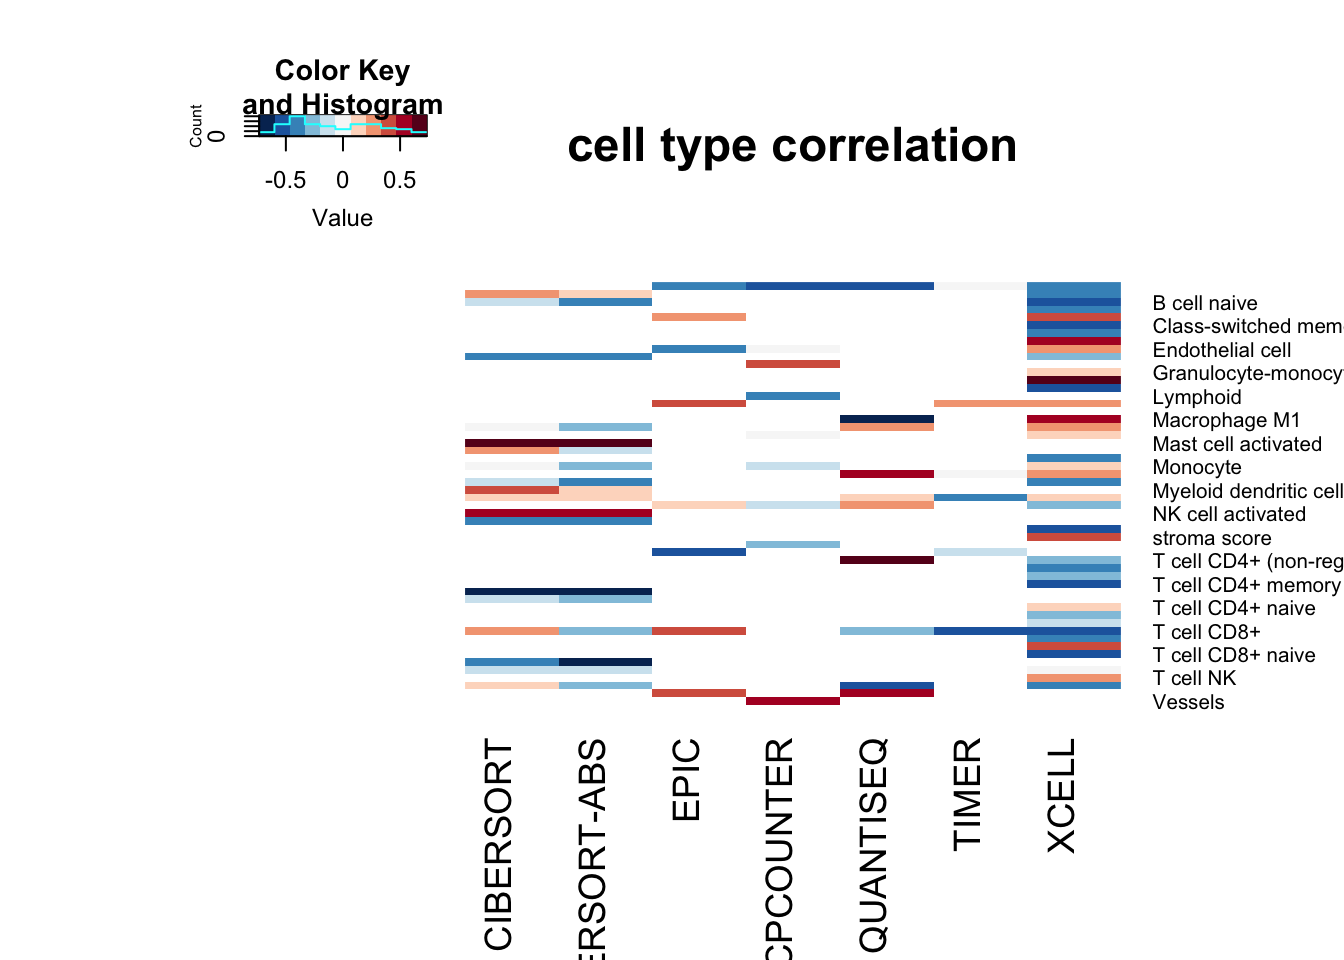 Color Key
and Histogram
Count
0
-0.5 0 0.5
Value
cell type correlation
B cell naive
Class-switched mem
Endothelial cell
Granulocyte-monocy
Lymphoid
Macrophage M1
Mast cell activated
Monocyte
Myeloid dendritic cell
NK cell activated
stroma score
T cell CD4+ (non-reg
T cell CD4+ memory
T cell CD4+ naive
T cell CD8+
T cell CD8+ naive
T cell NK
Vessels
CIBERSORT
ERSORT-ABS
EPIC
CPCOUNTER
QUANTISEQ
TIMER
XCELL